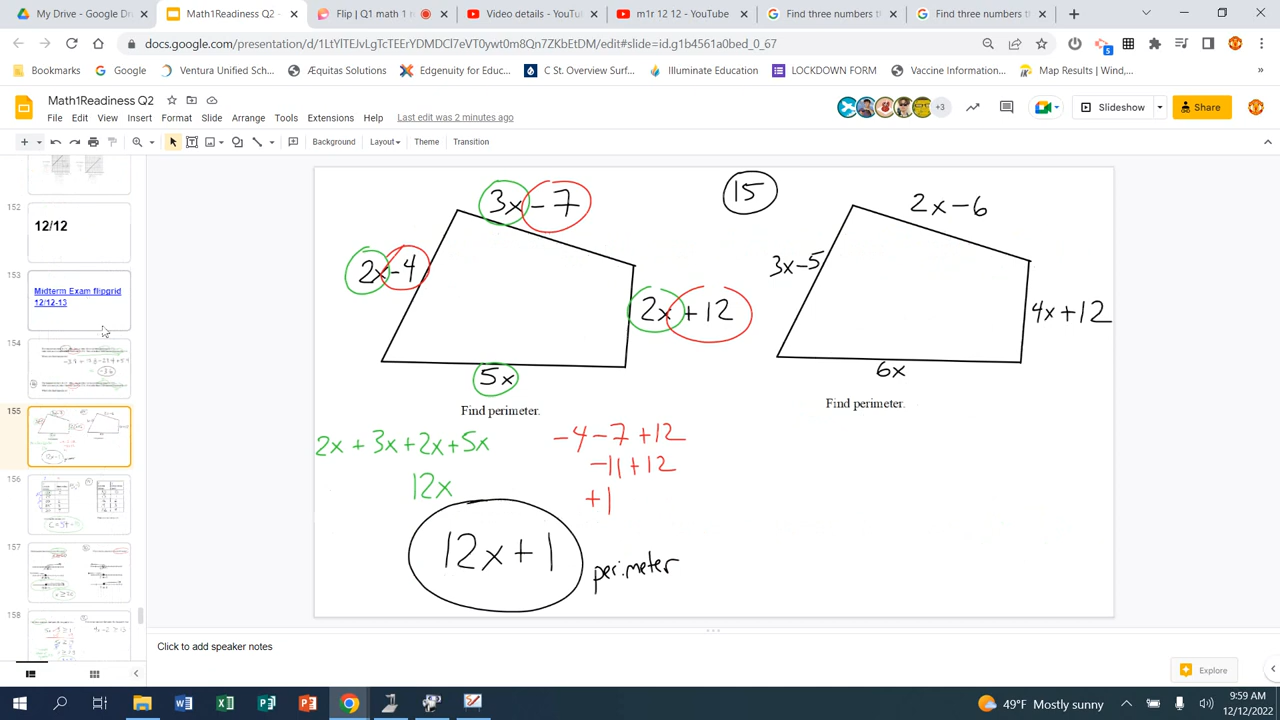 Math1Readiness Q2 -
Flip | Q1 math 1 m
Video details - YouTu
m1r 12 12 - YouTube
Find three numbers th
Find three numbers th
docs.google.com/presentation/d/1LtYlTEJvLgTcTEErYDMDCTcVeVT0ywt0m8Qn7ZKbEtDM/edit#slide=id.g1b4561a0bed_0_67
Bookmarks Google Ventura Unified Sch... Æquitas Solutions Edgenuity for Educ... C St. Overview Surf... Illuminate Education LOCKDOWN FORM Vaccine Information... Map Results | Wind,...
Math1Readiness Q2
File Edit View Insert Format Slide Arrange Tools Extensions Help Last edit was 2 minutes ago
+3
Slideshow
Share
Background Layout Theme Transition
152
12/12
153
Midterm Exam flipgrid
12/12-13
154
155
156
157
158
3x-7
2x-4
2x+12
5x
Find perimeter.
15
2x-6
3x-5
4x+12
6x
Find perimeter.
2x + 3x + 2x + 5x
12x
-4-7+12
-11+12
+1
12x+1
perimeter
Click to add speaker notes
Explore
49°F Mostly sunny
9:59 AM
12/12/2022